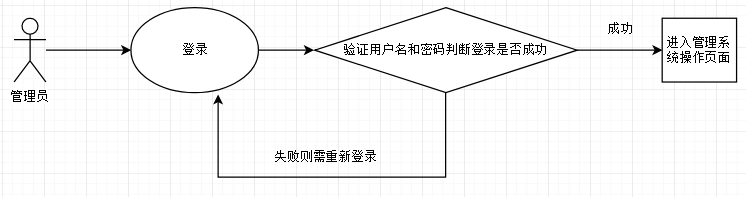 成功
登录
验证用户名和密码判断登录是否成功
进入管理系
统操作页面
管理员
失败则需重新登录